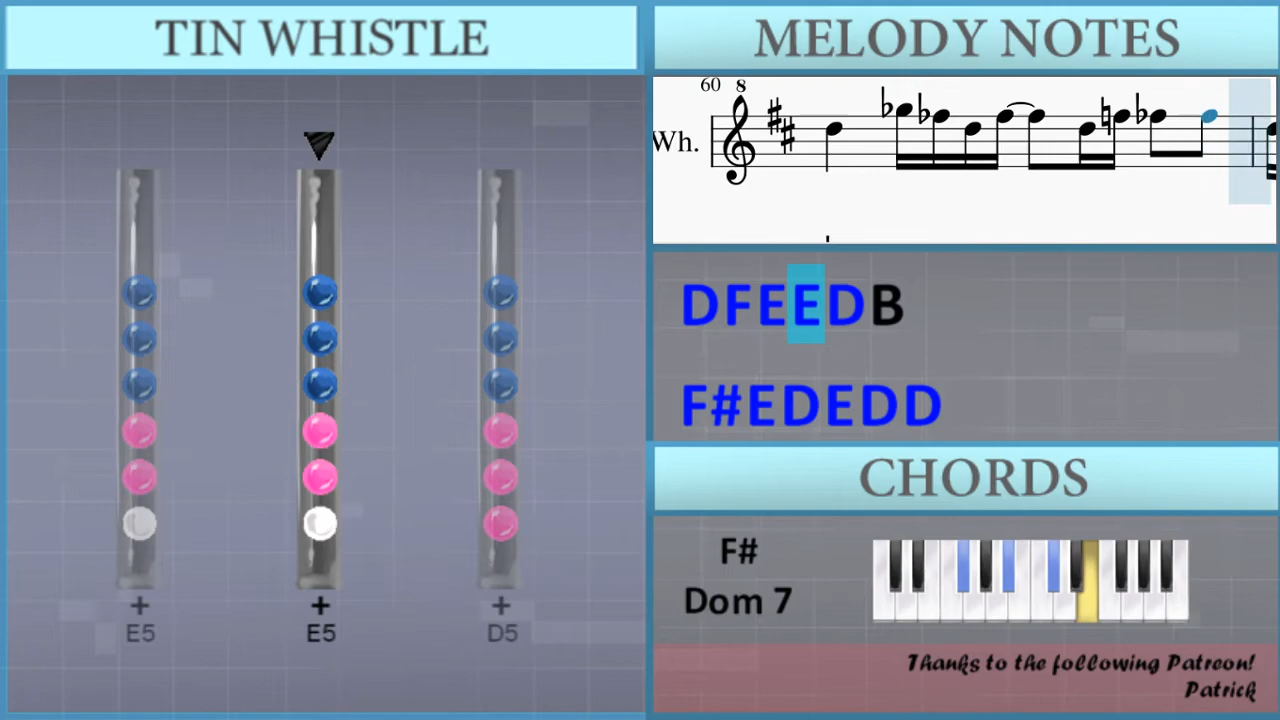 TIN WHISTLE
+
E5
+
E5
+
D5
MELODY NOTES
60
8
Wh.
DFEEDB
F#EDEDD
CHORDS
F#
Dom 7
Thanks to the following Patreon!
Patrick